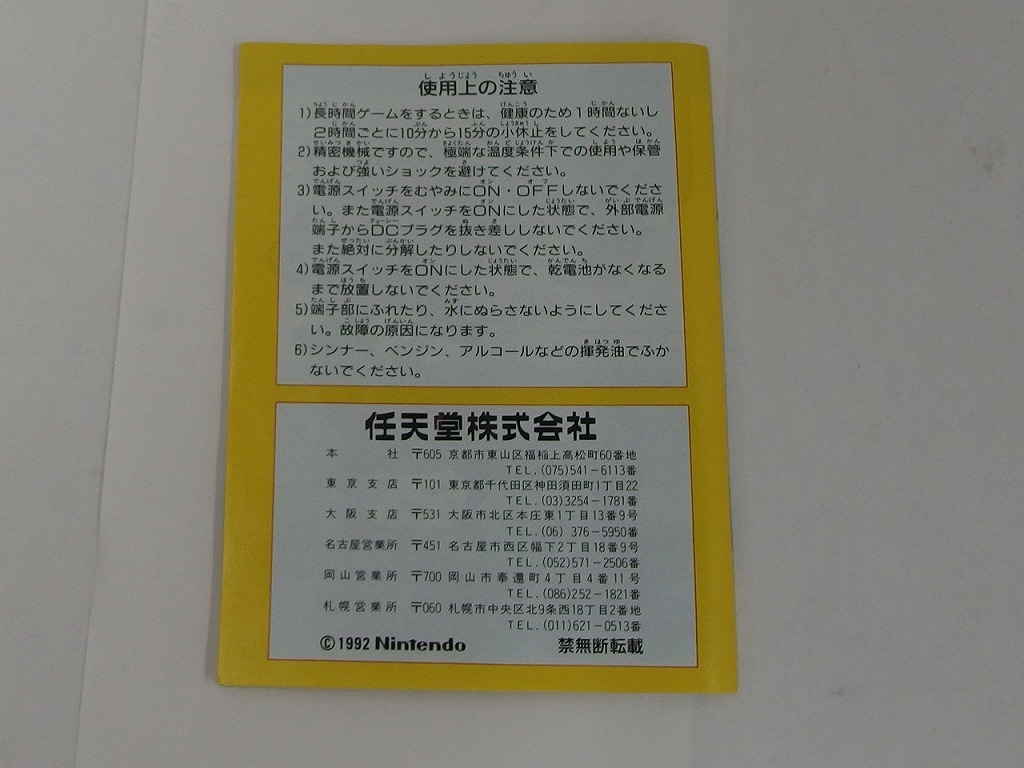 使用上の注意
1)長時間ゲームをするときは、健康のため1時間ないし
2時間ごとに10分から15分の小休止をしてください。
2)精密機械ですので、極端な温度条件下での使用や保管
および強いショックを避けてください。
3)電源スイッチをむやみにON・OFFしないでくださ
い。また電源スイッチをONにした状態で、外部電源
端子からDCプラグを抜き差ししないでください。
また絶対に分解したりしないでください。
4)電源スイッチをONにした状態で、乾電池がなくなる
まで放置しないでください。
5)端子部にふれたり、水にぬらさないようにしてくださ
い。故障の原因になります。
6)シンナー、ベンジン、アルコールなどの揮発油でふか
ないでください。
任天堂株式会社
本社 〒605 京都市東山区福稲上高松町60番地
TEL.(075)541-6113番
東京支店 〒101 東京都千代田区神田須田町1丁目22
TEL.(03)3254-1781番
大阪支店 〒531 大阪市北区本庄東1丁目13番9号
TEL.(06) 376-5950番
名古屋営業所 〒451 名古屋市西区幅下2丁目18番9号
TEL.(052)571-2506番
岡山営業所 〒700 岡山市奉還町4丁目4番11号
TEL.(086)252-1821番
札幌営業所 〒060 札幌市中央区北9条西18丁目2番地
TEL.(011)621-0513番
©1992 Nintendo 禁無断転載